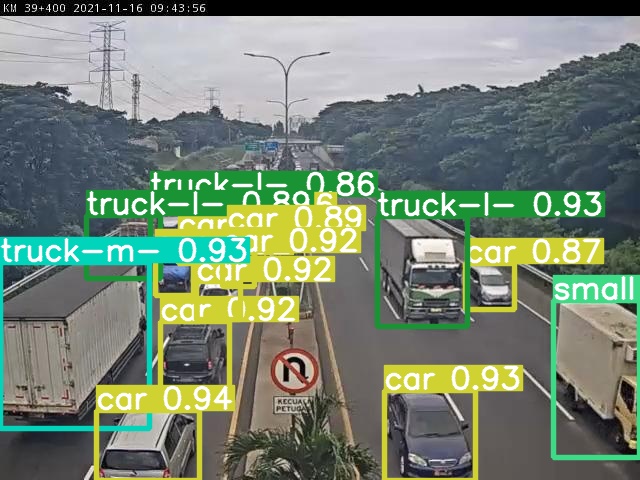 KM 39+400 2021-11-16 09:43:56
truck-l- 0.86
truck-l- 0.89
car 0.89
truck-l- 0.93
car 0.92
car 0.87
truck-m- 0.93
car 0.92
small
car 0.92
car 0.93
car 0.94
KECUALI
PETUGAS